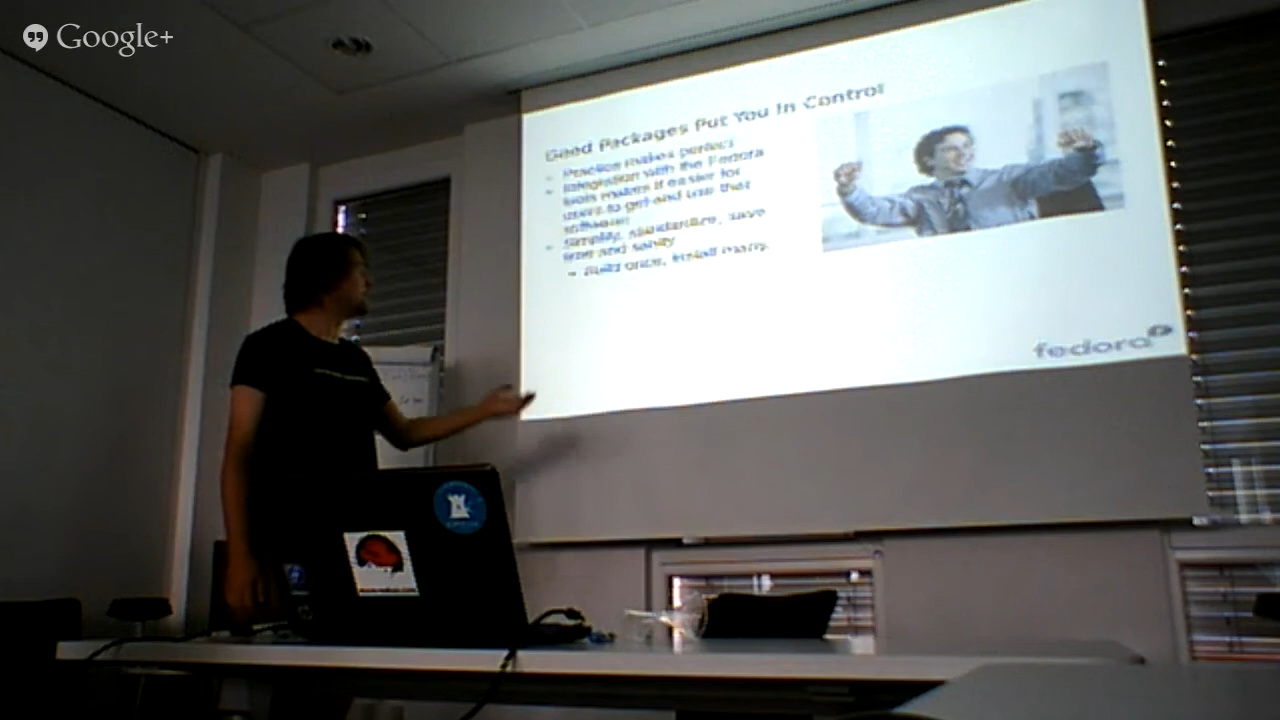 Google+
Good Packages Put You In Control
Practice makes perfect
Integration with the Fedora
tools makes it easier for
users to get and use that
software
Simplify, standardize, save
time and sanity
Build once, install many.
fedora